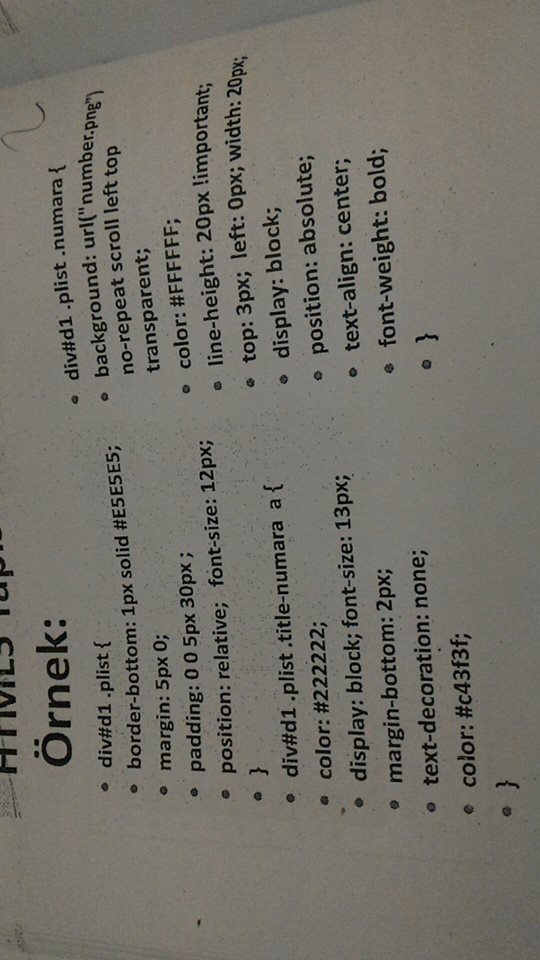 HTML5 Yapıs
Örnek:
• div#d1 .plist {
• border-bottom: 1px solid #E5E5E5;
• margin: 5px 0;
• padding: 0 0 5px 30px ;
• position: relative; font-size: 12px;
• }
• div#d1 .plist .title-numara a {
• color: #222222;
• display: block; font-size: 13px;
• margin-bottom: 2px;
• text-decoration: none;
• color: #c43f3f;
• }
• div#d1 .plist .numara {
• background: url("number.png")
no-repeat scroll left top
transparent;
• color: #FFFFFF;
• line-height: 20px !important;
• top: 3px; left: 0px; width: 20px;
• display: block;
• position: absolute;
• text-align: center;
• font-weight: bold;
• }